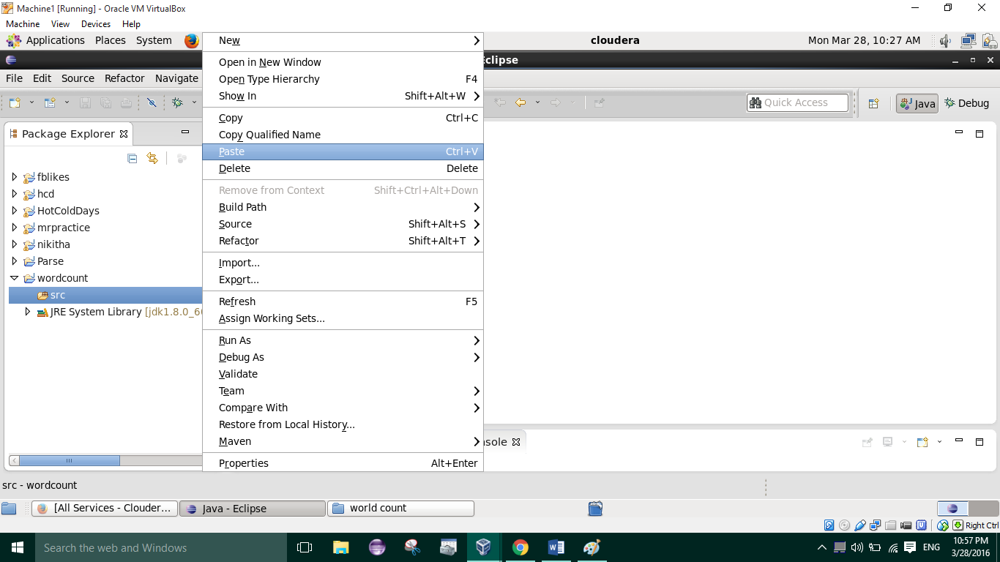 Machine1 [Running] - Oracle VM VirtualBox
Machine View Devices Help
Applications Places System cloudera Mon Mar 28, 10:27 AM
Eclipse
File Edit Source Refactor Navigate
Quick Access Java Debug
Package Explorer
fblikes
hcd
HotColdDays
mrpractice
nikitha
Parse
wordcount
src
JRE System Library [jdk1.8.0_6
New
Open in New Window
Open Type Hierarchy F4
Show In Shift+Alt+W
Copy Ctrl+C
Copy Qualified Name
Paste Ctrl+V
Delete Delete
Remove from Context Shift+Ctrl+Alt+Down
Build Path
Source Shift+Alt+S
Refactor Shift+Alt+T
Import...
Export...
Refresh F5
Assign Working Sets...
Run As
Debug As
Validate
Team
Compare With
Restore from Local History...
Maven
Properties Alt+Enter
nsole
src - wordcount
[All Services - Clouder... Java - Eclipse world count
Right Ctrl
Search the web and Windows ENG 10:57 PM
3/28/2016